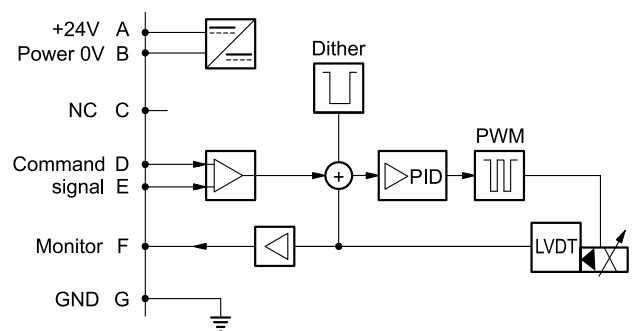 +24V A
Power 0V B
Dither
NC C
PWM
Command D
signal E
+
PID
Monitor F
LVDT
GND G